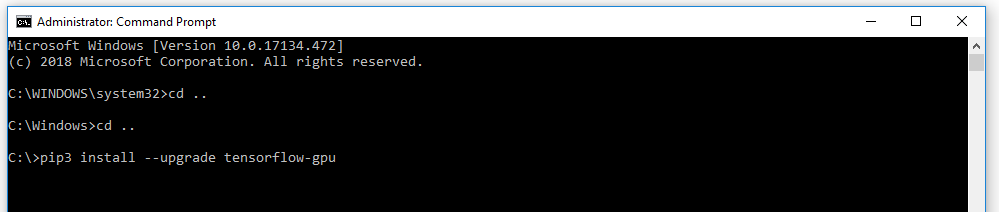 Administrator: Command Prompt
Microsoft Windows [Version 10.0.17134.472]
(c) 2018 Microsoft Corporation. All rights reserved.
C:\WINDOWS\system32>cd ..
C:\Windows>cd ..
C:\>pip3 install --upgrade tensorflow-gpu